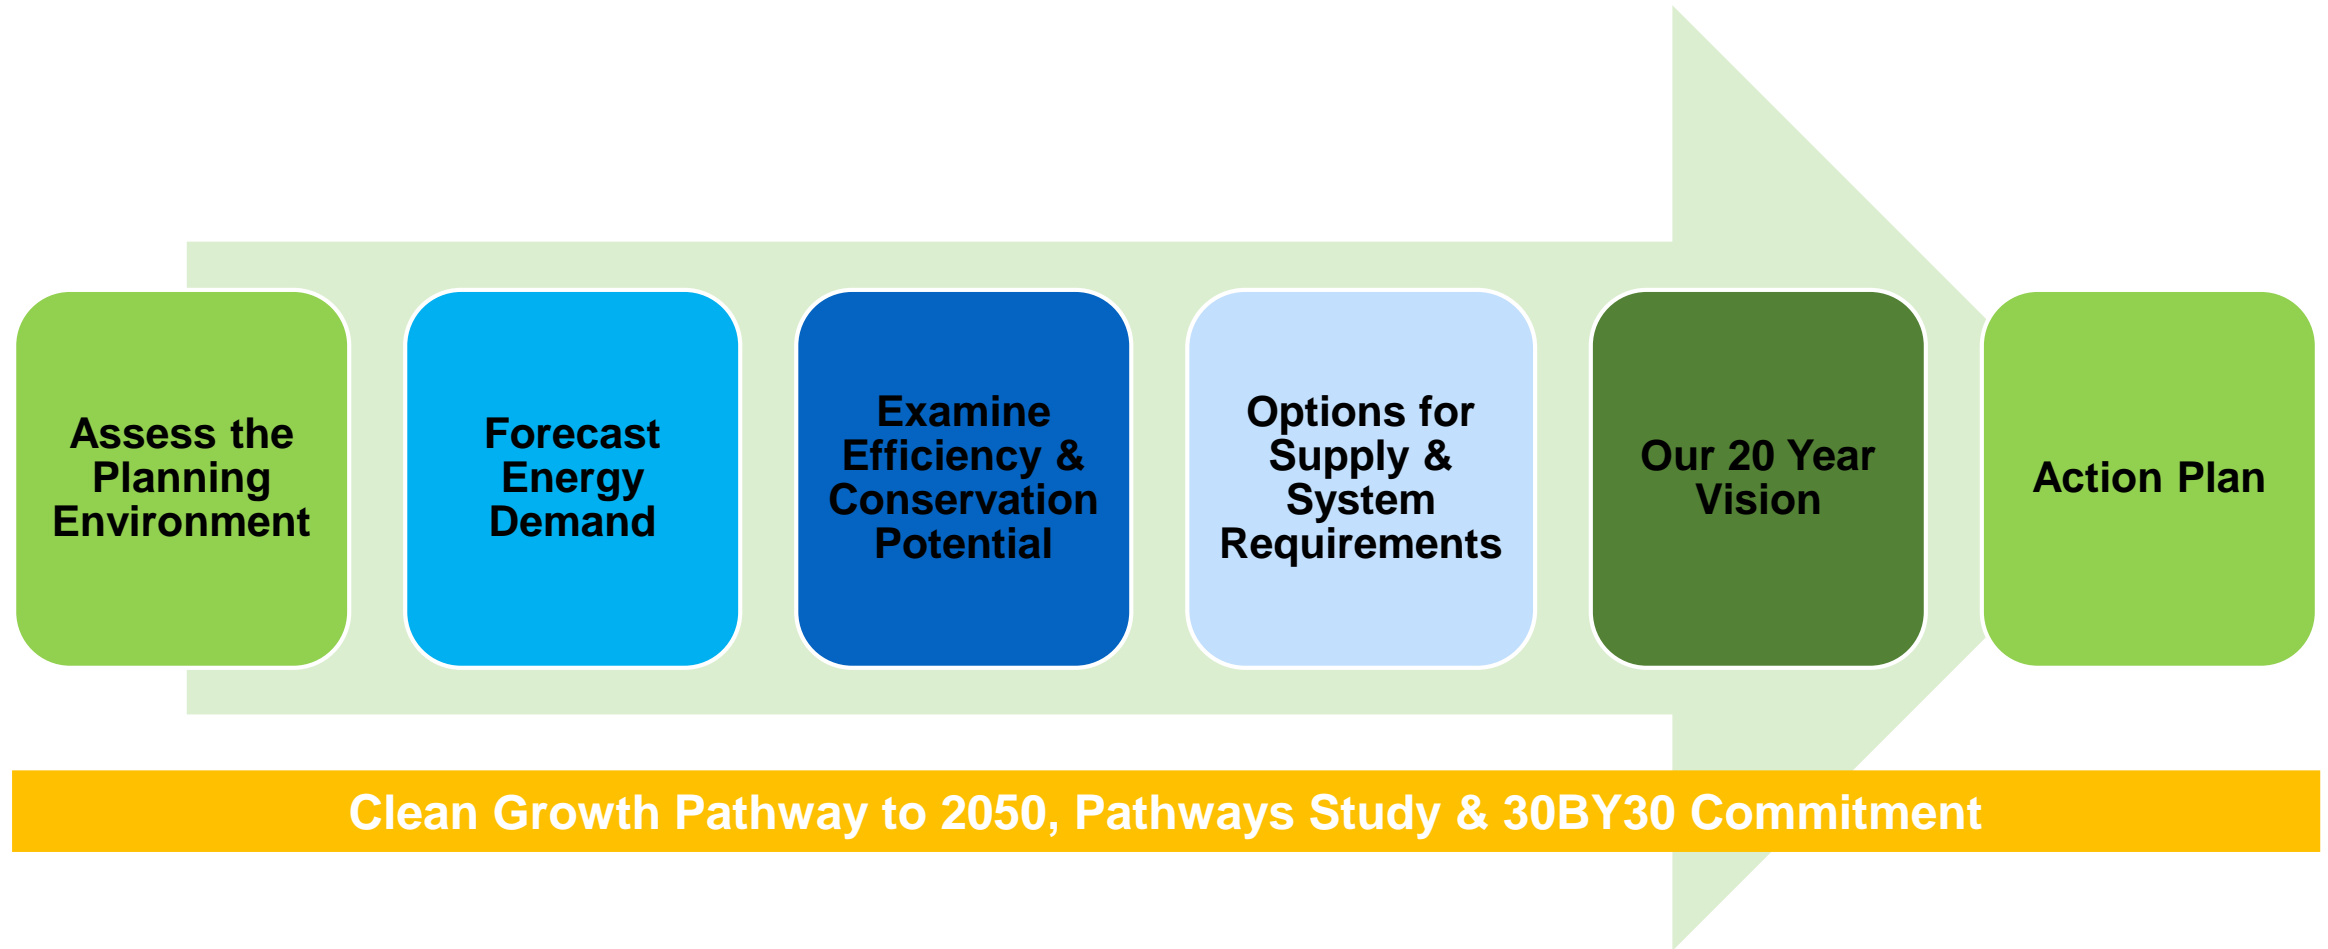 Assess the
Planning
Environment
Forecast
Energy
Demand
Examine
Efficiency &
Conservation
Potential
Options for
Supply &
System
Requirements
Our 20 Year
Vision
Action Plan
Clean Growth Pathway to 2050, Pathways Study & 30BY30 Commitment